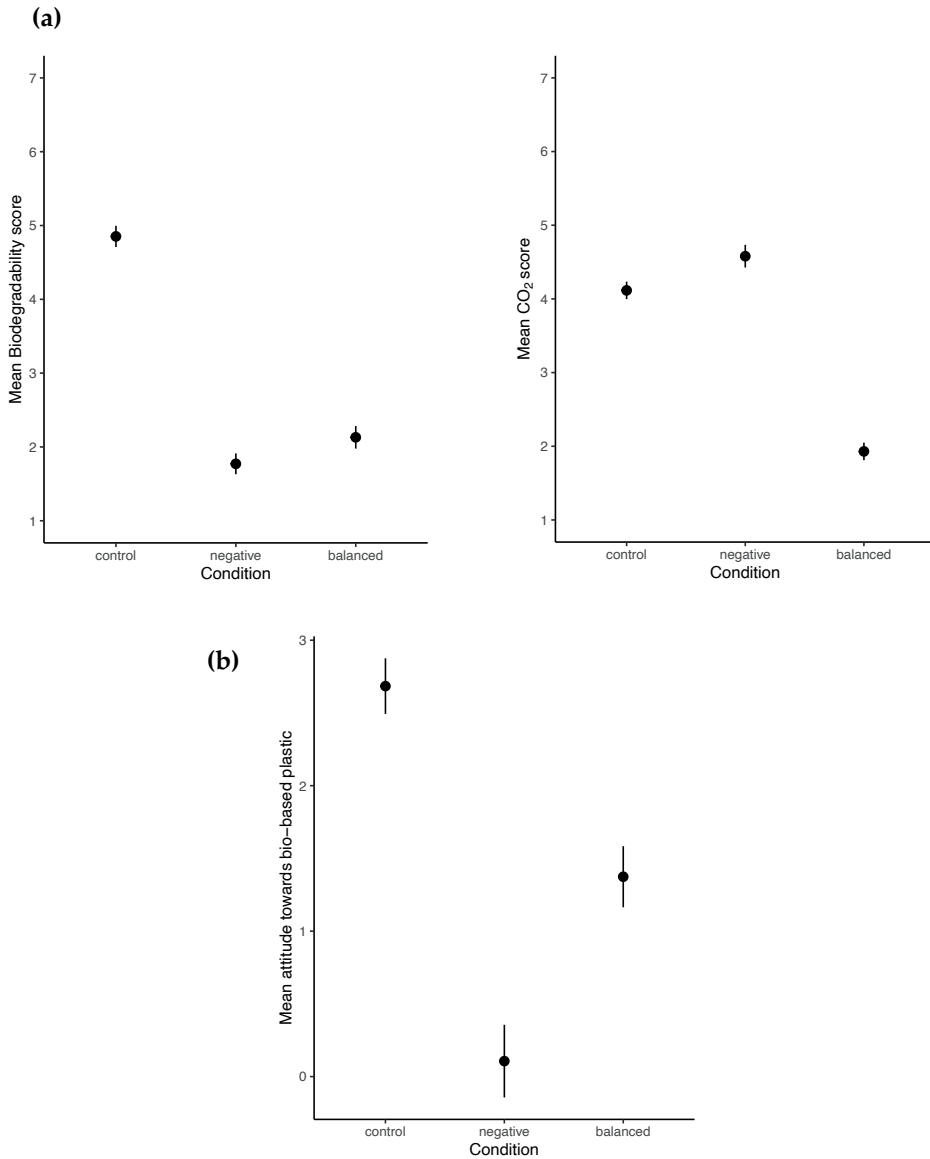 (a)
Mean Biodegradability score
7
6
5
4
3
2
1
control negative balanced
Condition
Mean CO₂ score
7
6
5
4
3
2
1
control negative balanced
Condition
(b)
Mean attitude towards bio−based plastic
3
2
1
0
control negative balanced
Condition